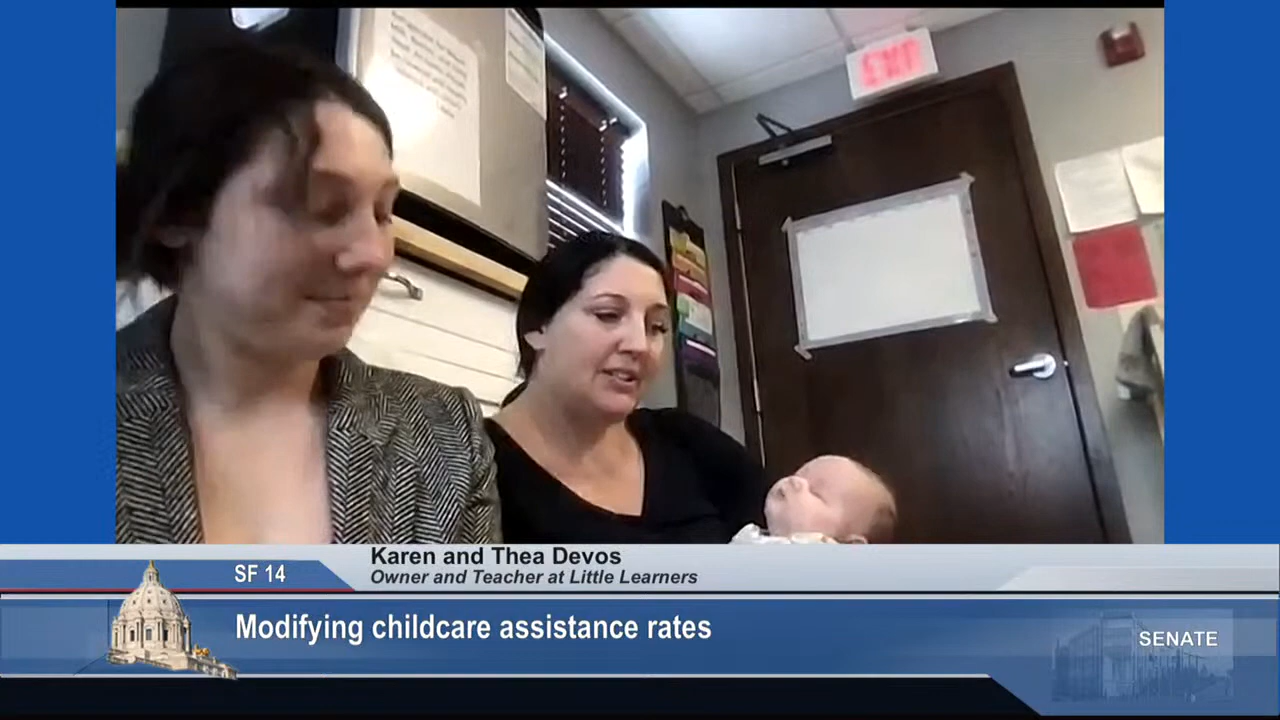 EXIT
Karen and Thea Devos
SF 14
Owner and Teacher at Little Learners
Modifying childcare assistance rates
SENATE